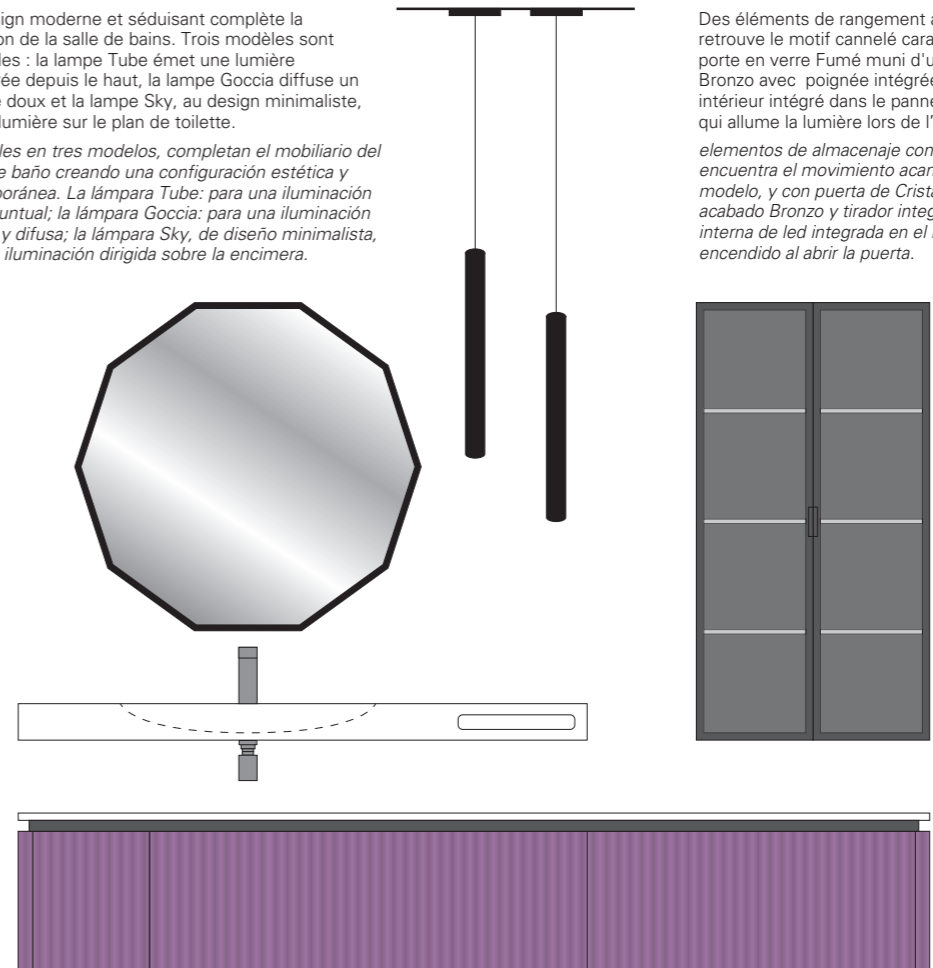 sign moderne et séduisant complète la
on de la salle de bains. Trois modèles sont
les : la lampe Tube émet une lumière
ée depuis le haut, la lampe Goccia diffuse un
e doux et la lampe Sky, au design minimaliste,
lumière sur le plan de toilette.
les en tres modelos, completan el mobiliario del
e baño creando una configuración estética y
poránea. La lámpara Tube: para una iluminación
untual; la lámpara Goccia: para una iluminación
y difusa; la lámpara Sky, de diseño minimalista,
iluminación dirigida sobre la encimera.
Des éléments de rangement a
retrouve le motif cannelé cara
porte en verre Fumé muni d'u
Bronzo avec poignée intégrée
intérieur intégré dans le panne
qui allume la lumière lors de l'
elementos de almacenaje con
encuentra el movimiento acan
modelo, y con puerta de Crista
acabado Bronzo y tirador integ
interna de led integrada en el
encendido al abrir la puerta.